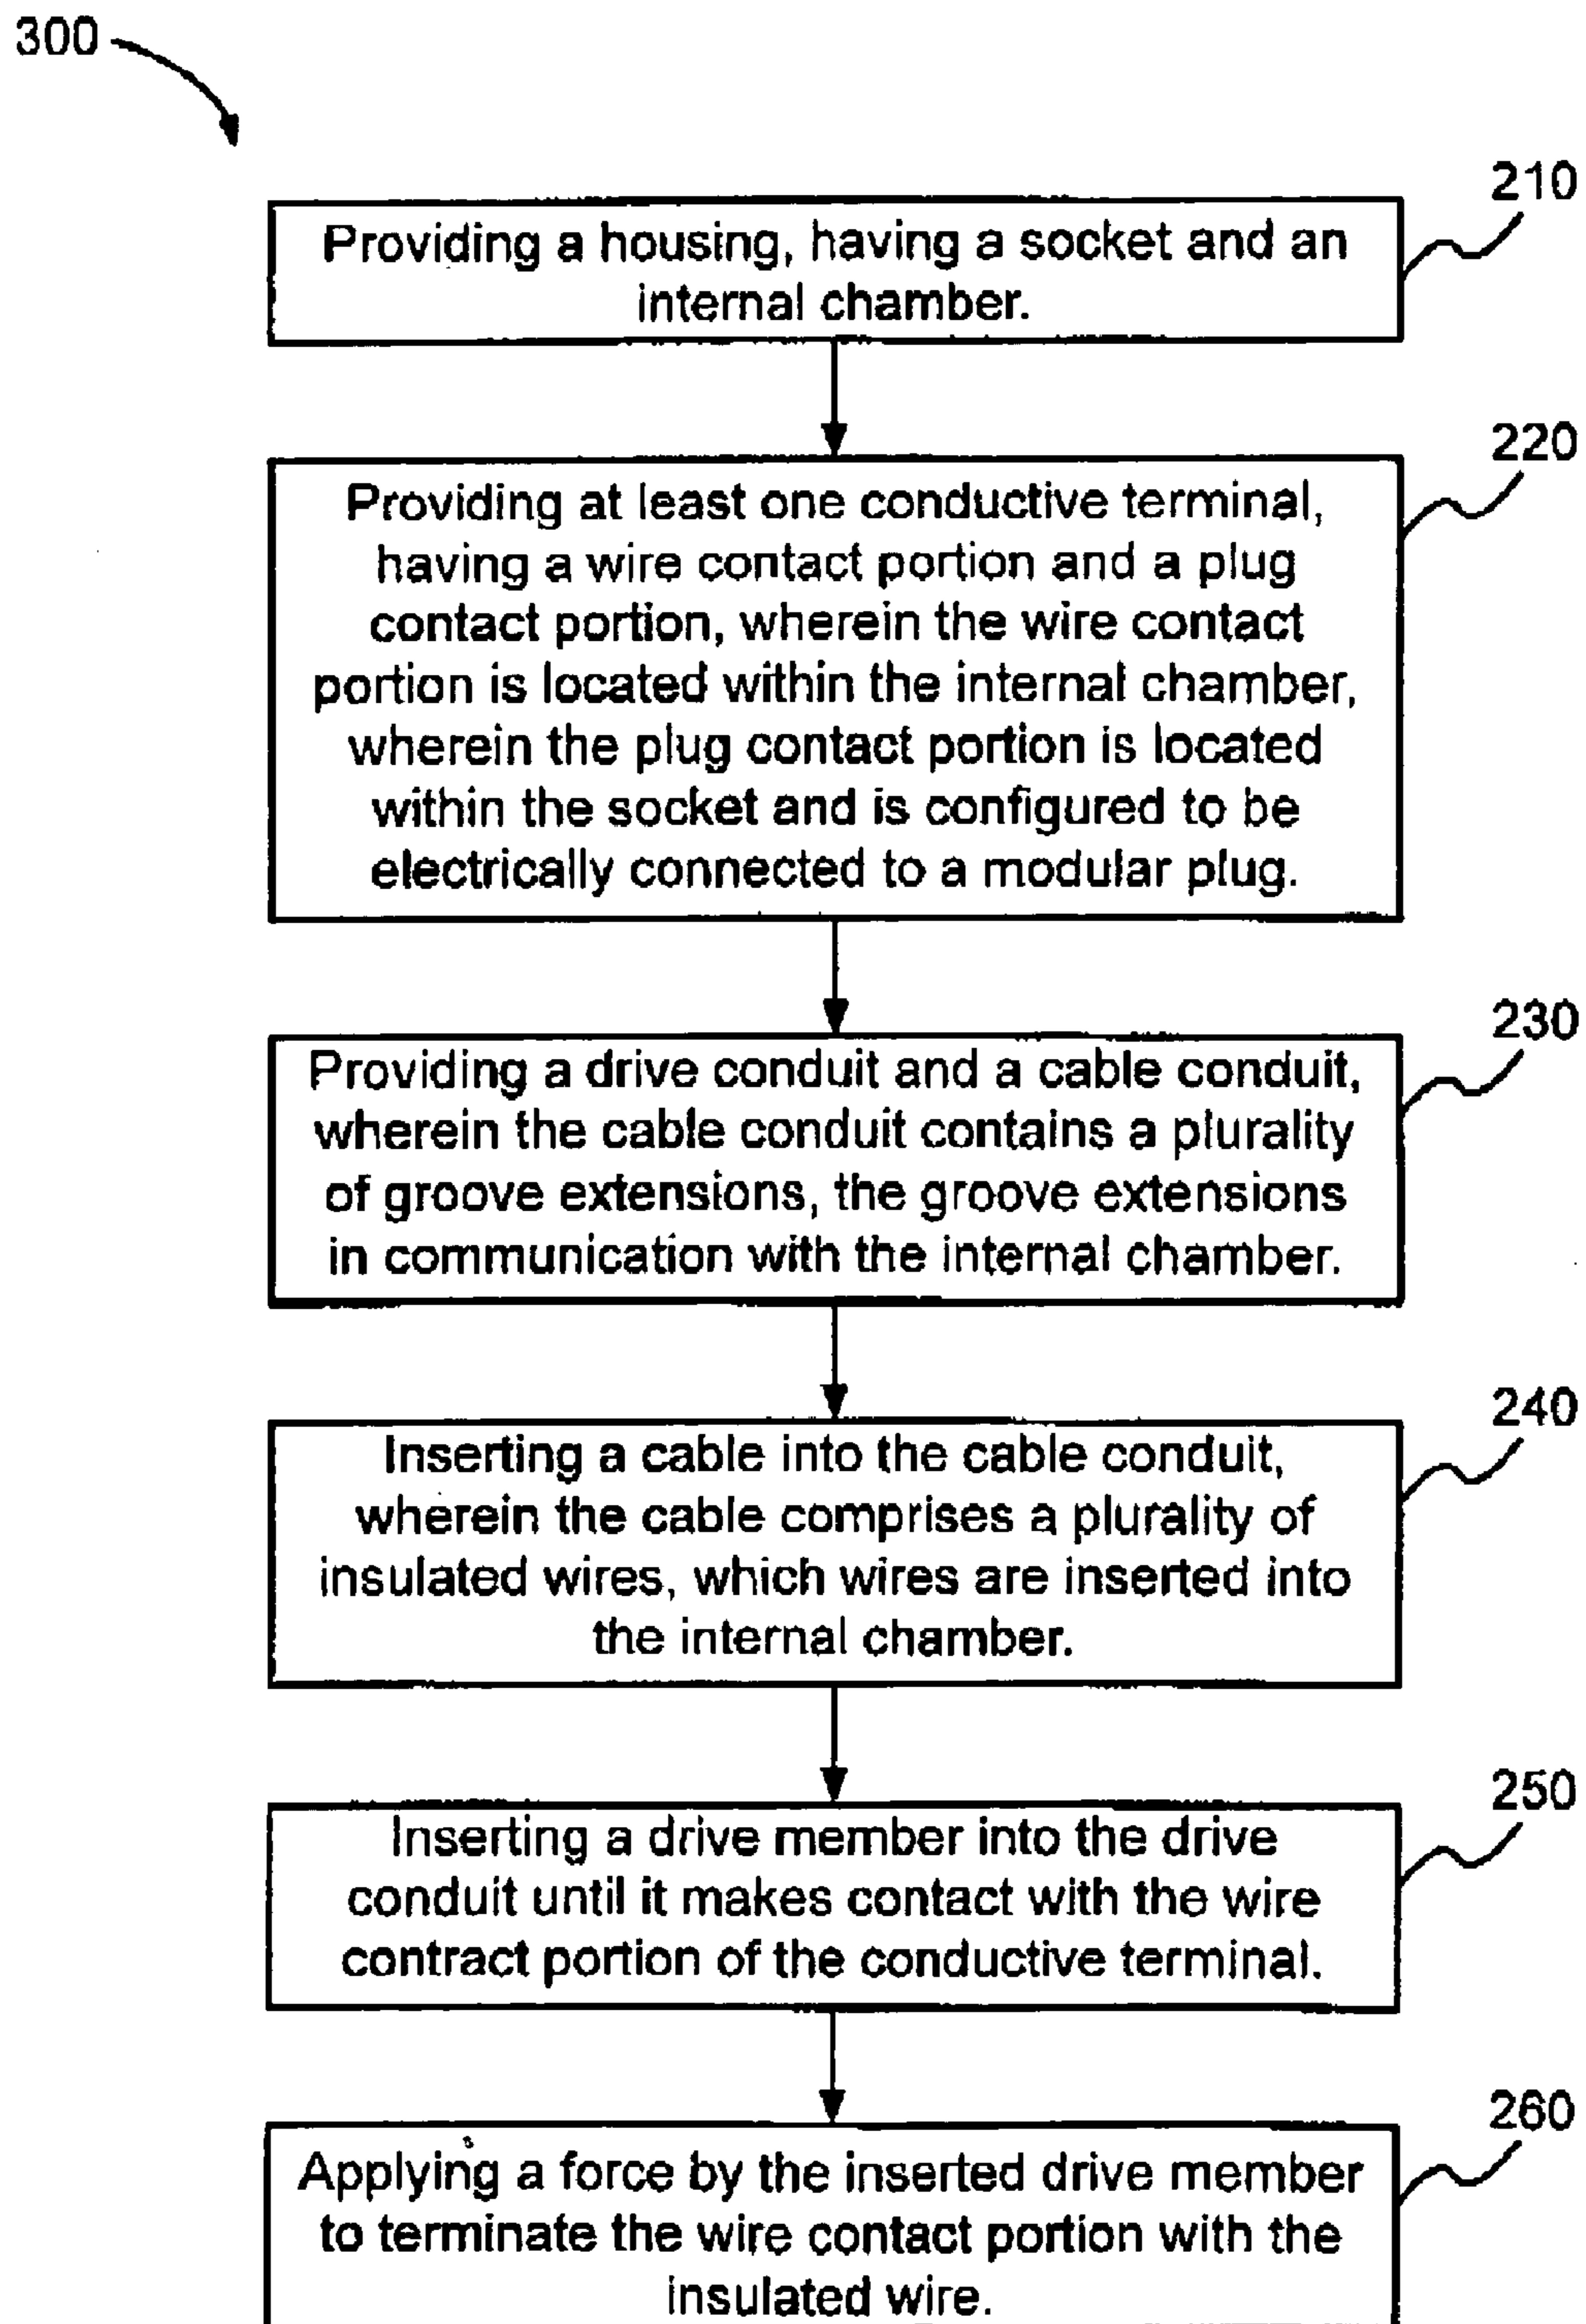 300
210
Providing a housing, having a socket and an
internal chamber.
220
Providing at least one conductive terminal,
having a wire contact portion and a plug
contact portion, wherein the wire contact
portion is located within the internal chamber,
wherein the plug contact portion is located
within the socket and is configured to be
electrically connected to a modular plug.
230
Providing a drive conduit and a cable conduit,
wherein the cable conduit contains a plurality
of groove extensions, the groove extensions
in communication with the internal chamber.
240
Inserting a cable into the cable conduit,
wherein the cable comprises a plurality of
insulated wires, which wires are inserted into
the internal chamber.
250
Inserting a drive member into the drive
conduit until it makes contact with the wire
contract portion of the conductive terminal.
260
Applying a force by the inserted drive member
to terminate the wire contact portion with the
insulated wire.